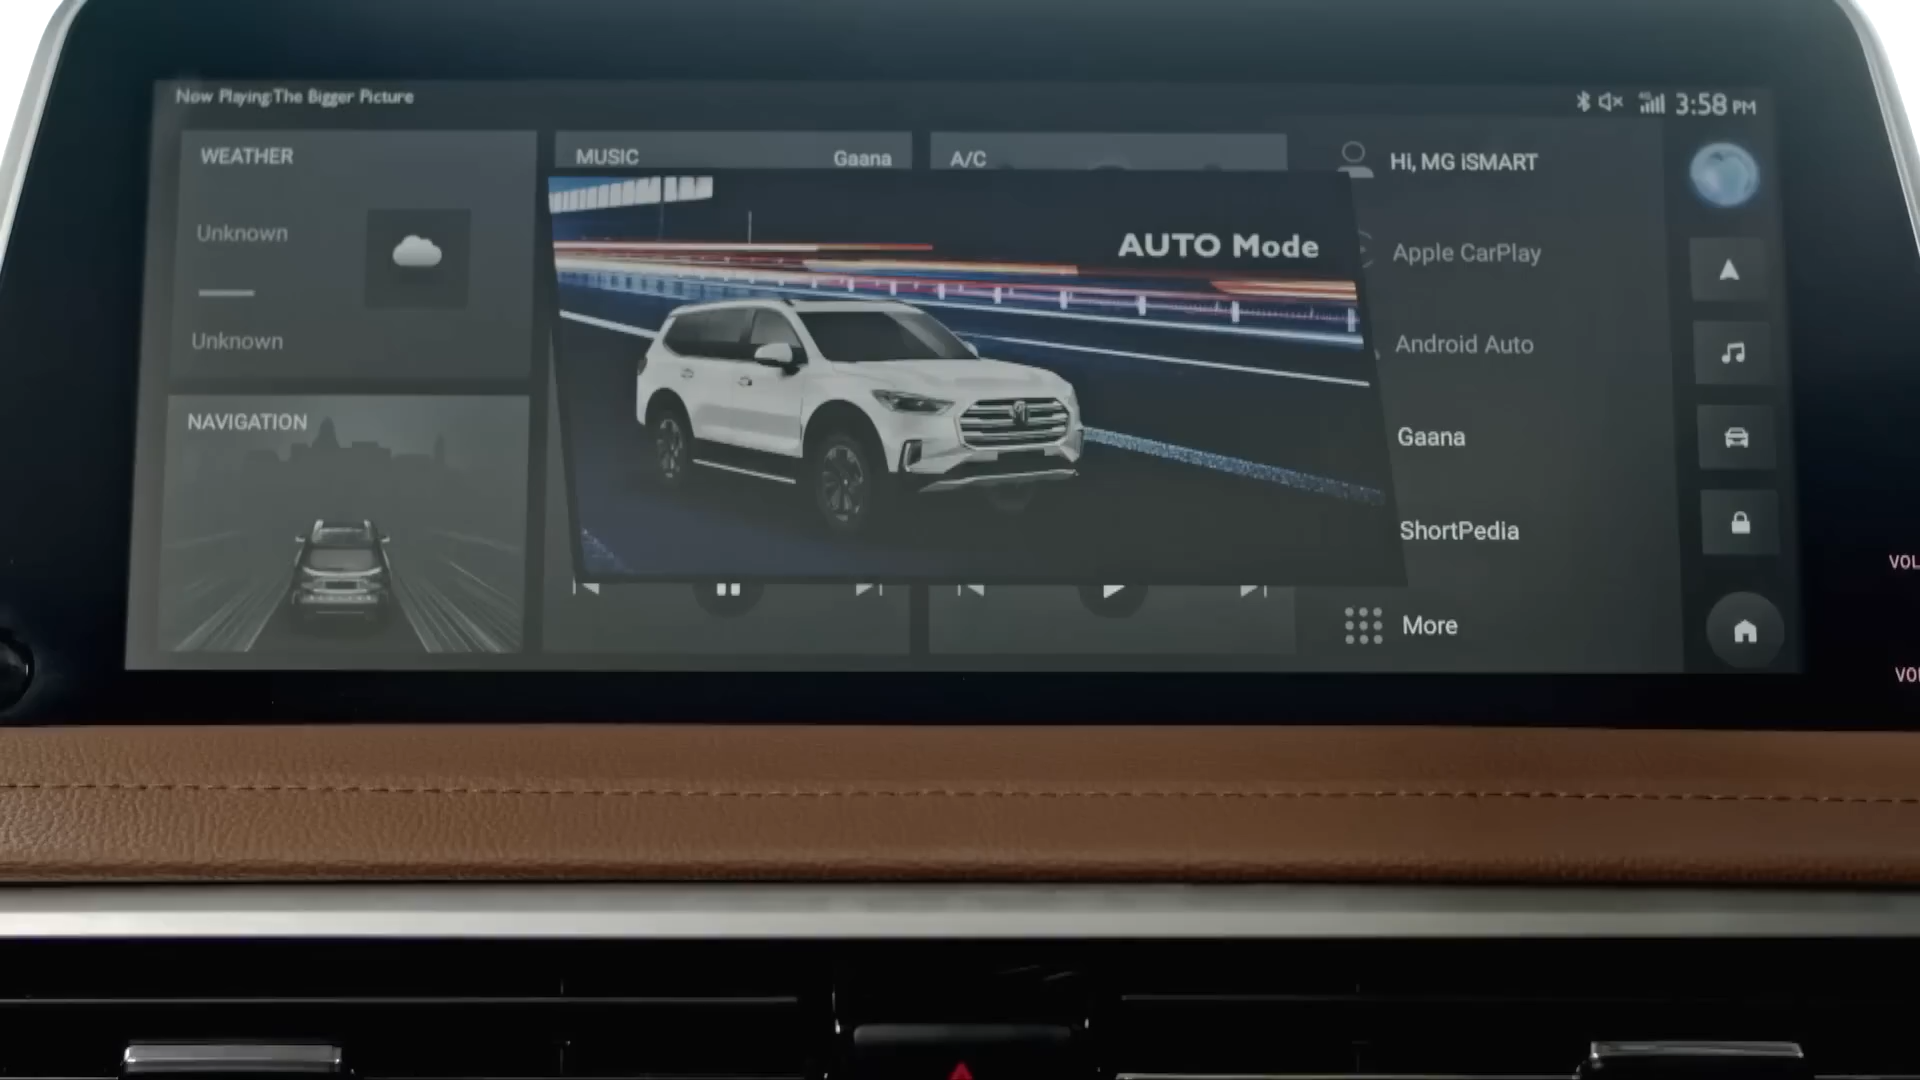 Now Playing:The Bigger Picture
4G
3:58 PM
WEATHER
Unknown
Unknown
NAVIGATION
MUSIC
Gaana
A/C
AUTO Mode
Hi, MG iSMART
Apple CarPlay
Android Auto
Gaana
ShortPedia
More
VOL